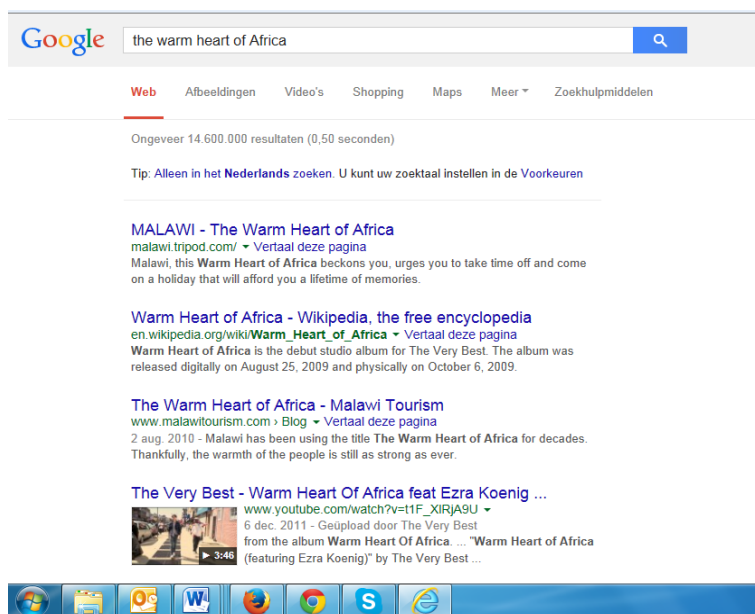 Google the warm heart of Africa
Web Afbeeldingen Video's Shopping Maps Meer Zoekhulpmiddelen
Ongeveer 14.600.000 resultaten (0,50 seconden)
Tip: Alleen in het Nederlands zoeken. U kunt uw zoektaal instellen in de Voorkeuren
MALAWI - The Warm Heart of Africa
malawi.tripod.com/ Vertaal deze pagina
Malawi, this Warm Heart of Africa beckons you, urges you to take time off and come
on a holiday that will afford you a lifetime of memories.
Warm Heart of Africa - Wikipedia, the free encyclopedia
en.wikipedia.org/wiki/Warm_Heart_of_Africa Vertaal deze pagina
Warm Heart of Africa is the debut studio album for The Very Best. The album was
released digitally on August 25, 2009 and physically on October 6, 2009.
The Warm Heart of Africa - Malawi Tourism
www.malawitourism.com › Blog Vertaal deze pagina
2 aug. 2010 - Malawi has been using the title The Warm Heart of Africa for decades.
Thankfully, the warmth of the people is still as strong as ever.
The Very Best - Warm Heart Of Africa feat Ezra Koenig ...
www.youtube.com/watch?v=t1F_XlRjA9U
6 dec. 2011 - Geüpload door The Very Best
from the album Warm Heart Of Africa. ... "Warm Heart of Africa
3:46 (featuring Ezra Koenig)" by The Very Best ...